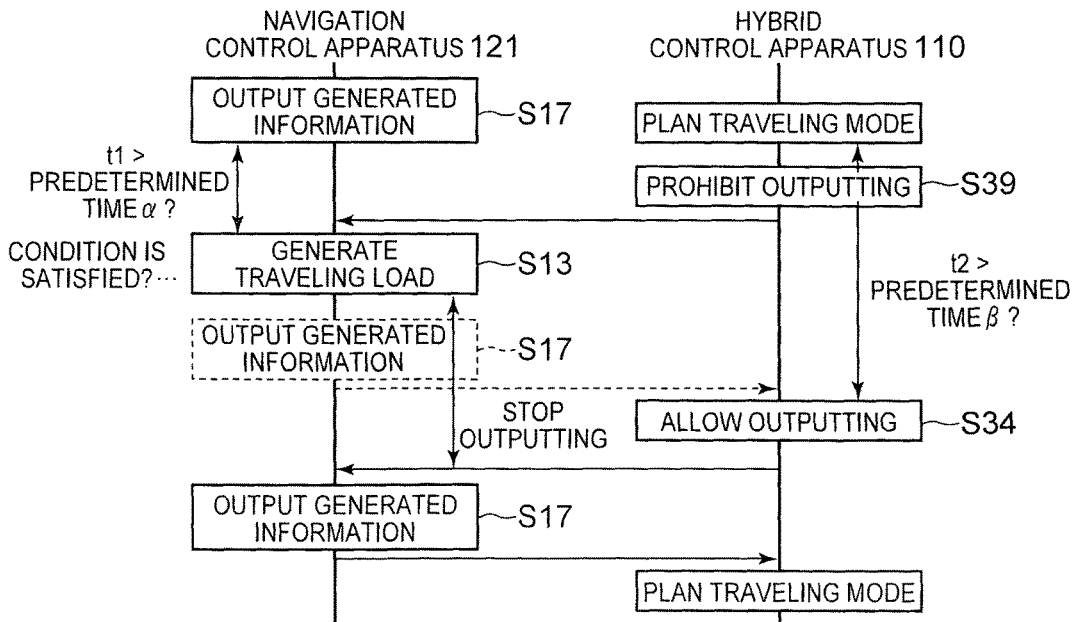 NAVIGATION
CONTROL APPARATUS 121
HYBRID
CONTROL APPARATUS 110
OUTPUT GENERATED
INFORMATION
S17
PLAN TRAVELING MODE
t1 >
PREDETERMINED
TIME α ?
PROHIBIT OUTPUTTING
S39
CONDITION IS
SATISFIED? ···
GENERATE
TRAVELING LOAD
S13
t2 >
PREDETERMINED
TIME β ?
OUTPUT GENERATED
INFORMATION
S17
STOP
OUTPUTTING
ALLOW OUTPUTTING
S34
OUTPUT GENERATED
INFORMATION
S17
PLAN TRAVELING MODE